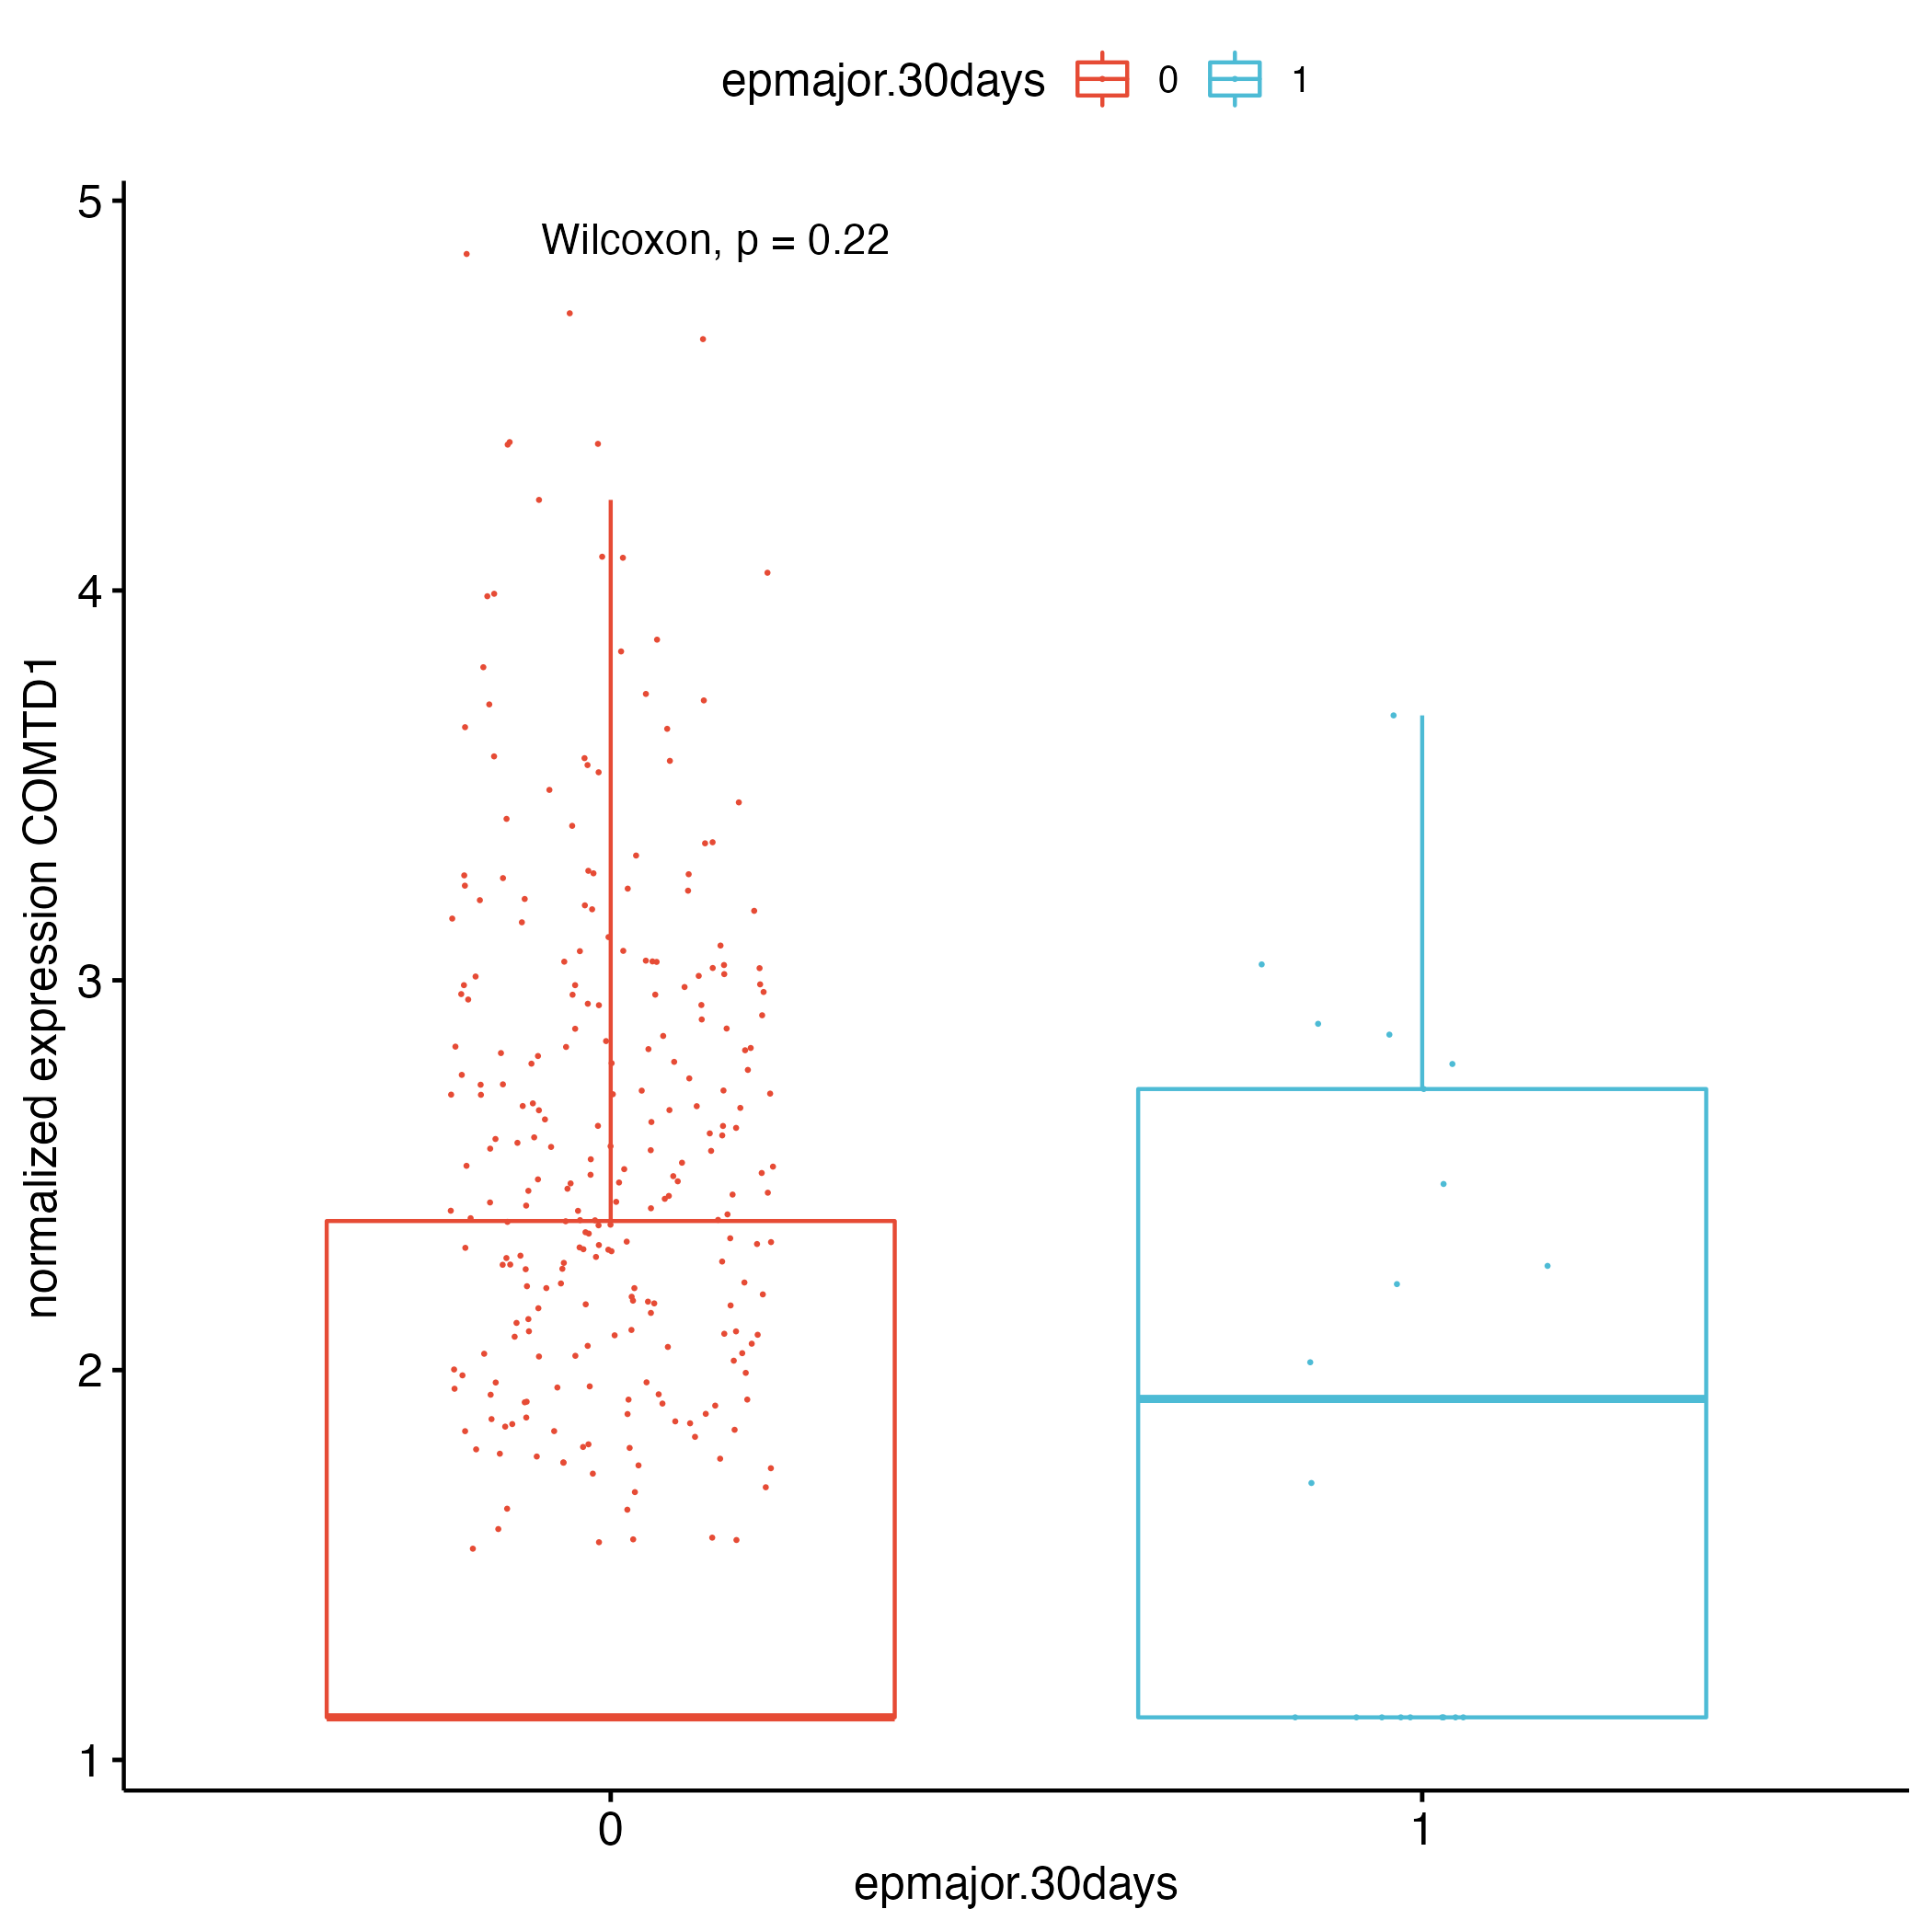 epmajor.30days 0 1
Wilcoxon, p = 0.22
normalized expression COMTD1
5
4
3
2
1
0 1
epmajor.30days